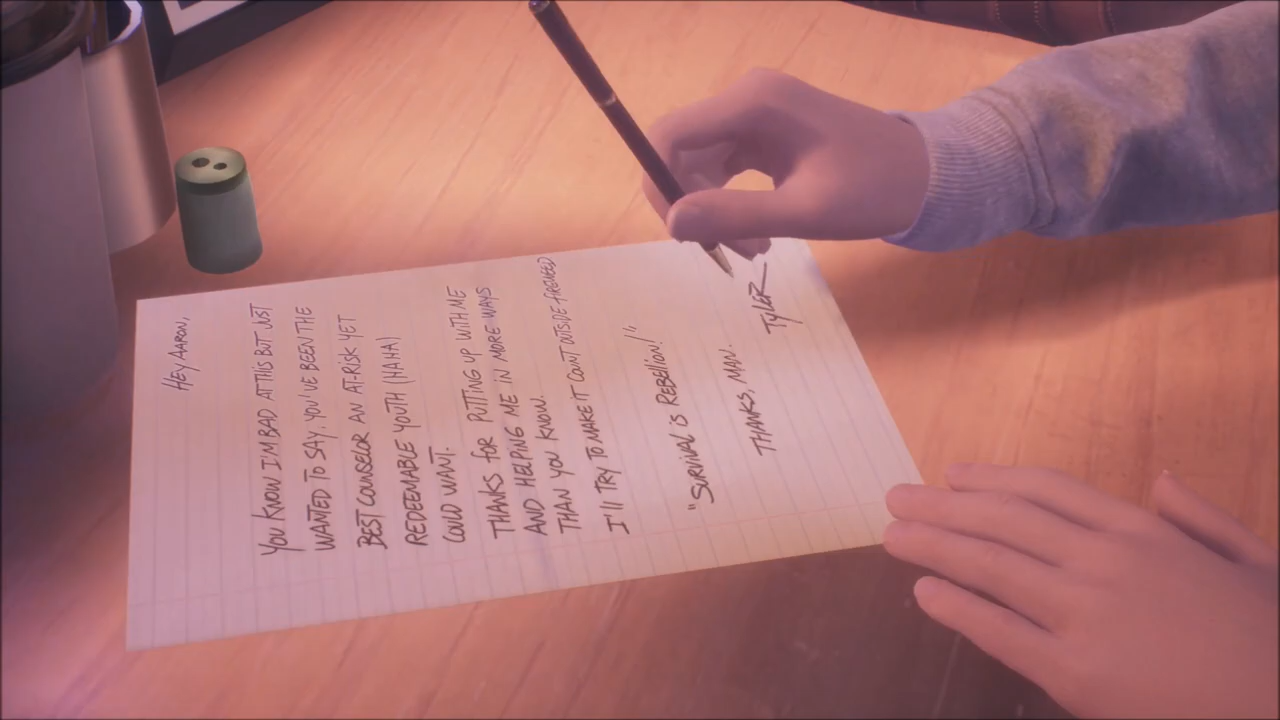 HEY AARON,
YOU KNOW I'M BAD AT THIS BUT JUST
WANTED TO SAY, YOU'VE BEEN THE
BEST COUNSELOR AN AT-RISK YET
REDEEMABLE YOUTH (HAHA)
COULD WANT.
THANKS FOR PUTTING UP WITH ME
AND HELPING ME IN MORE WAYS
THAN YOU KNOW.
I'LL TRY TO MAKE IT COUNT OUTSIDE FIREWEED
"SURVIVAL IS REBELLION!",
THANKS, MAN.
TYLER